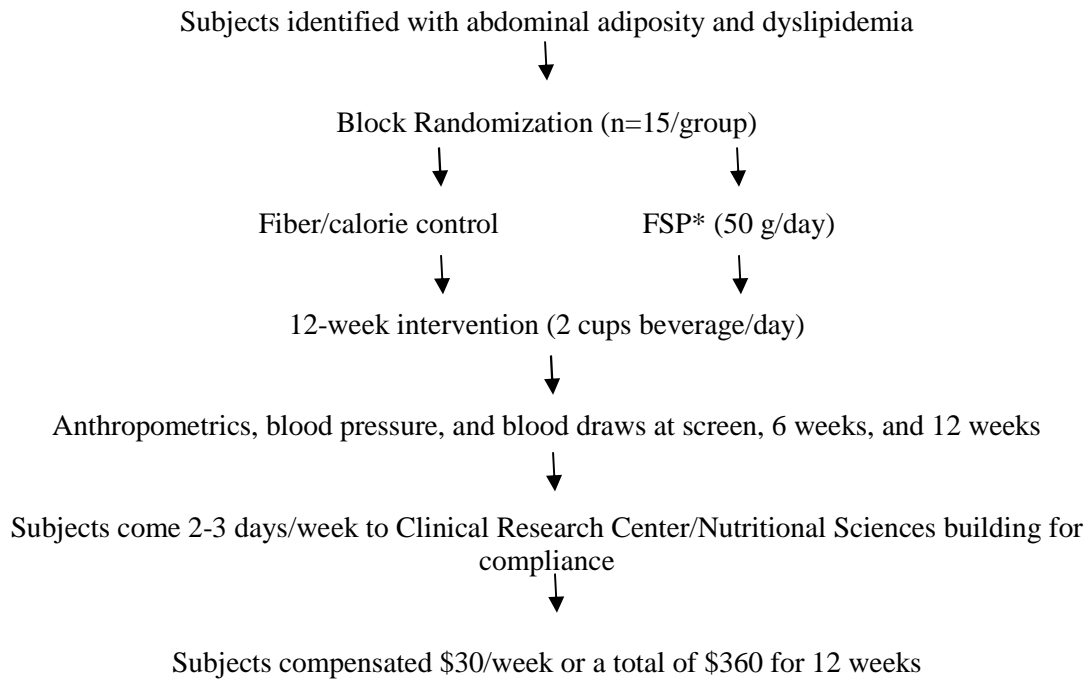 Subjects identified with abdominal adiposity and dyslipidemia
Block Randomization (n=15/group)
Fiber/calorie control FSP* (50 g/day)
12-week intervention (2 cups beverage/day)
Anthropometrics, blood pressure, and blood draws at screen, 6 weeks, and 12 weeks
Subjects come 2-3 days/week to Clinical Research Center/Nutritional Sciences building for
compliance
Subjects compensated $30/week or a total of $360 for 12 weeks